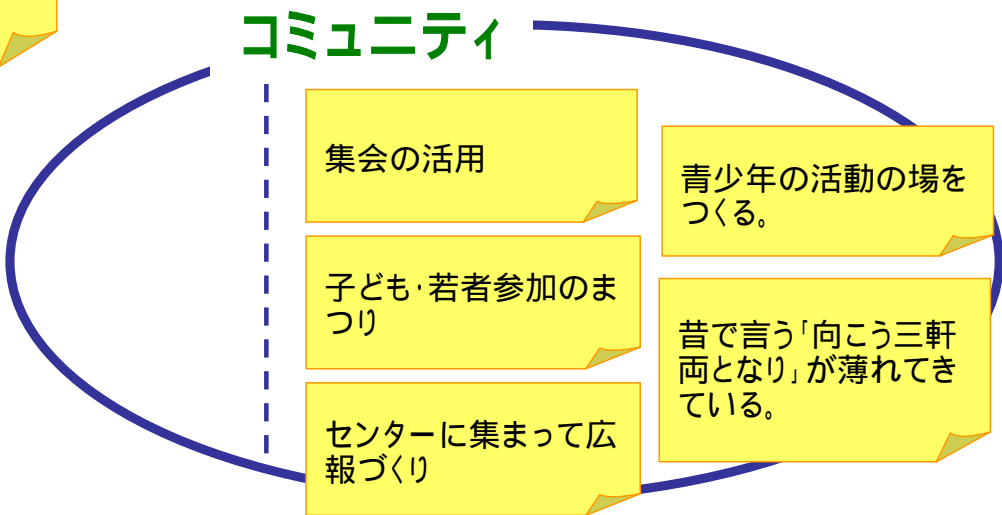 コミュニティ
集会の活用
子ども・若者参加のま
つり
センターに集まって広
報づくり
青少年の活動の場を
つくる。
昔で言う「向こう三軒
両となり」が薄れてき
ている。